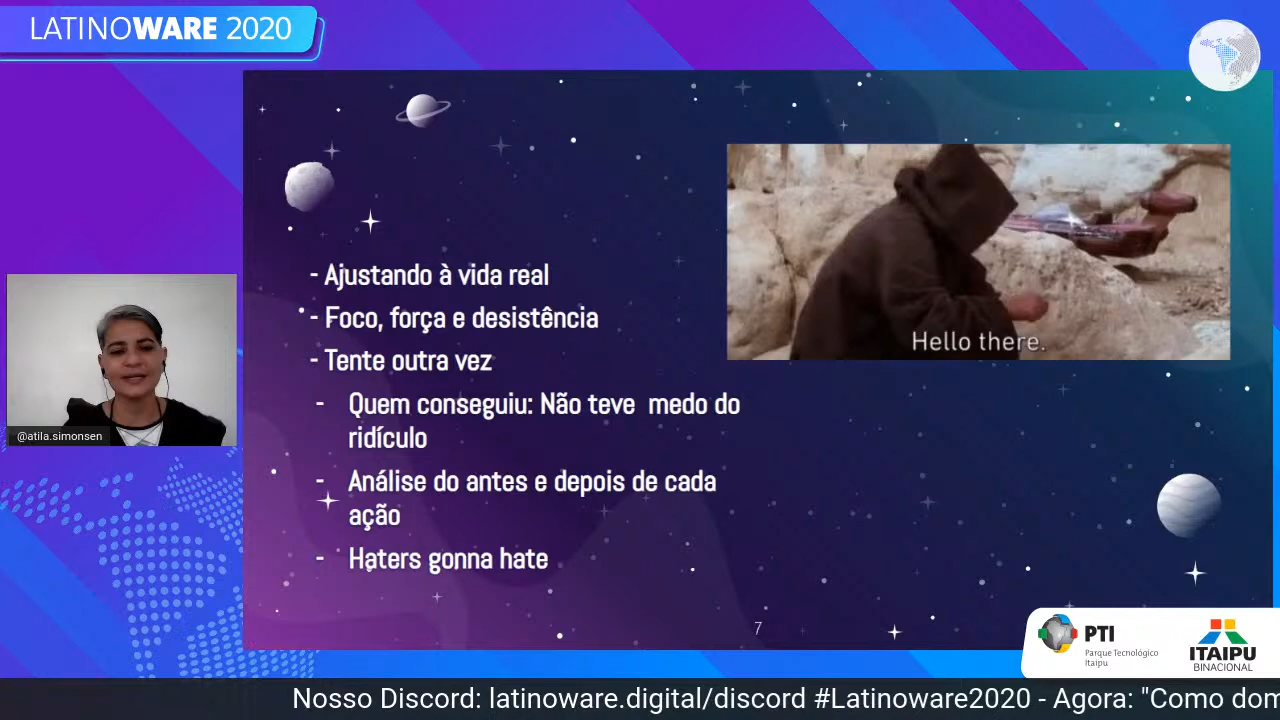 LATINOWARE 2020
- Ajustando à vida real
- Foco, força e desistência
- Tente outra vez
- Quem conseguiu: Não teve medo do
ridículo
- Análise do antes e depois de cada
ação
- Haters gonna hate
Hello there.
@atila.simonsen
7
PTI
Parque Tecnológico
Itaipu
ITAIPU
BINACIONAL
Nosso Discord: latinoware.digital/discord #Latinoware2020 - Agora: "Como dom